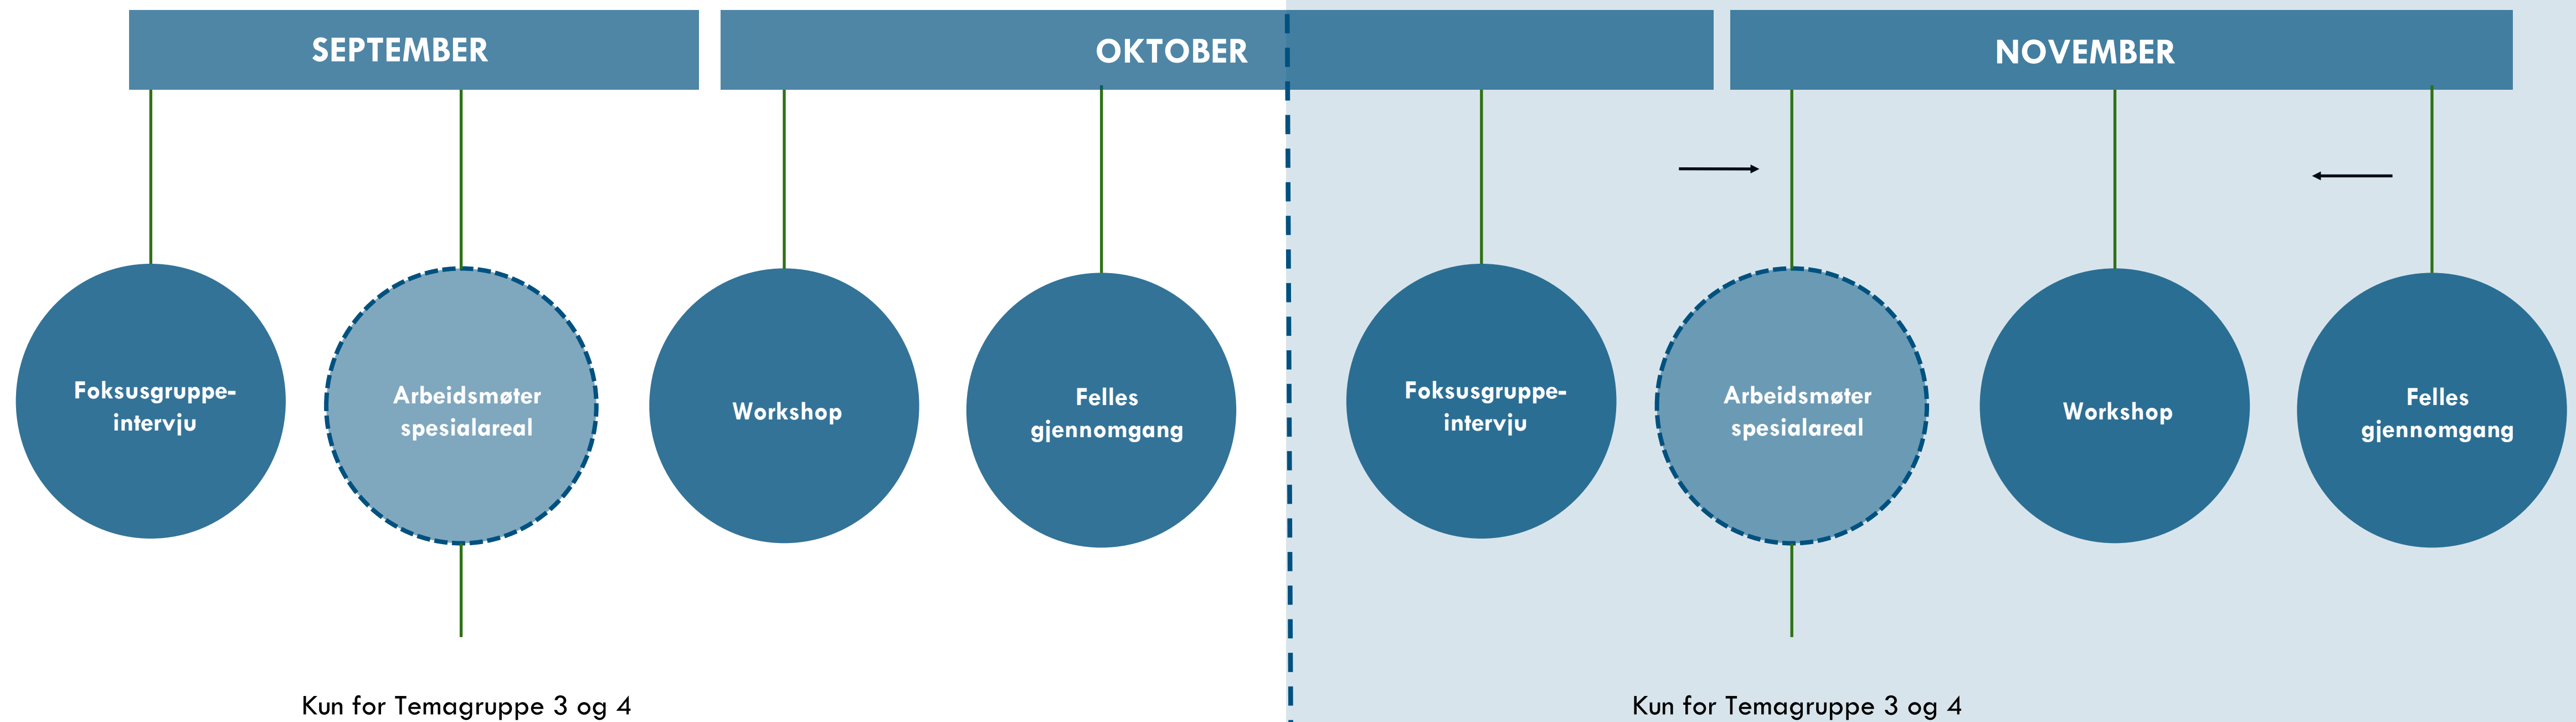 SEPTEMBER
OKTOBER
NOVEMBER
Foksusgruppe-
intervju
Arbeidsmøter
spesialareal
Workshop
Felles
gjennomgang
Foksusgruppe-
intervju
Arbeidsmøter
spesialareal
Workshop
Felles
gjennomgang
Kun for Temagruppe 3 og 4
Kun for Temagruppe 3 og 4